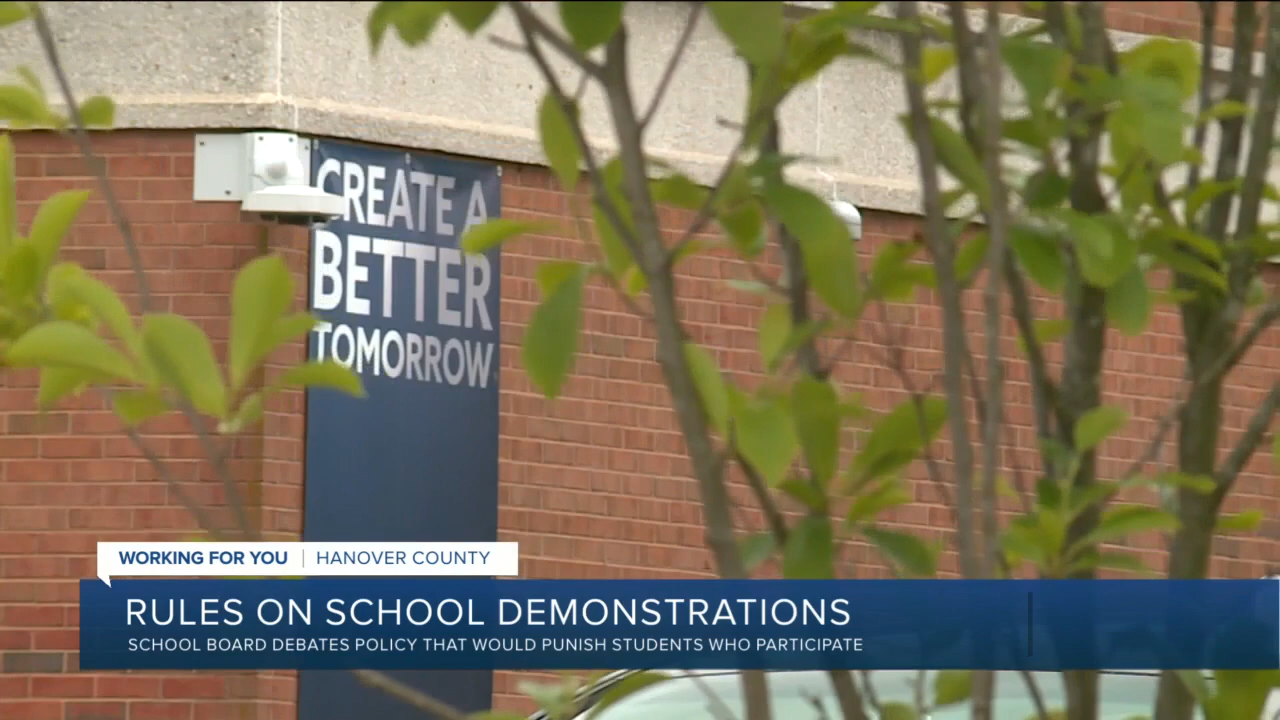 CREATE A
BETTER
TOMORROW
WORKING FOR YOU | HANOVER COUNTY
RULES ON SCHOOL DEMONSTRATIONS
SCHOOL BOARD DEBATES POLICY THAT WOULD PUNISH STUDENTS WHO PARTICIPATE